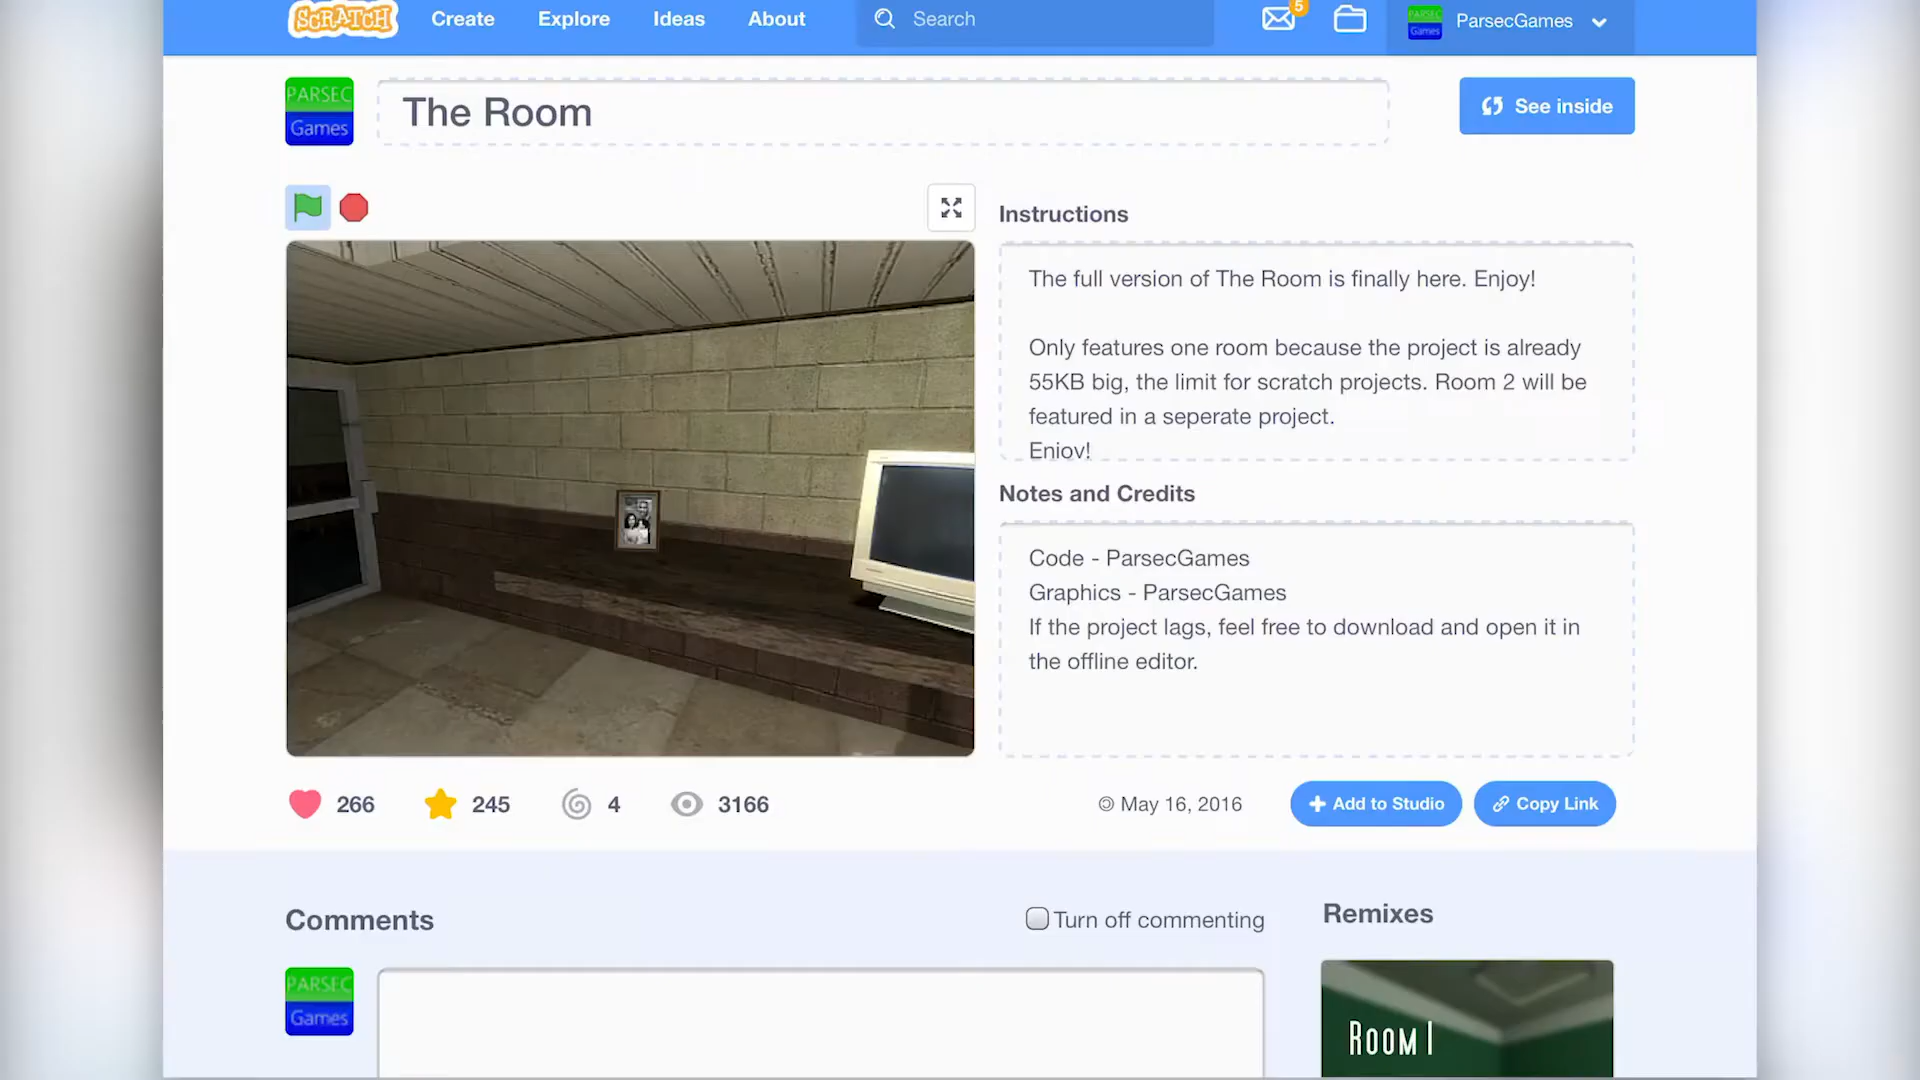 SCRATCH Create Explore Ideas About Search 5 PARSEC Games ParsecGames
PARSEC Games The Room See inside
Instructions
The full version of The Room is finally here. Enjoy!
Only features one room because the project is already
55KB big, the limit for scratch projects. Room 2 will be
featured in a seperate project.
Enjoy!
Notes and Credits
Code - ParsecGames
Graphics - ParsecGames
If the project lags, feel free to download and open it in
the offline editor.
266 245 4 3166 © May 16, 2016 Add to Studio Copy Link
Comments Turn off commenting Remixes
PARSEC
Games
ROOM 1